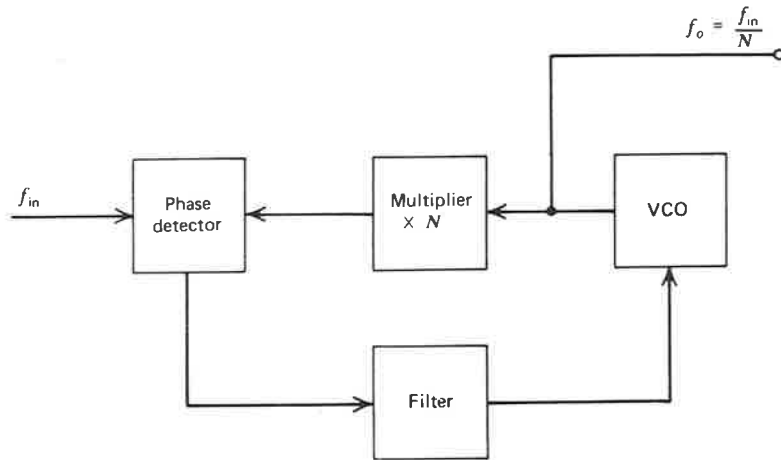 f_o = f_in / N
f_in
Phase
detector
Multiplier
× N
VCO
Filter